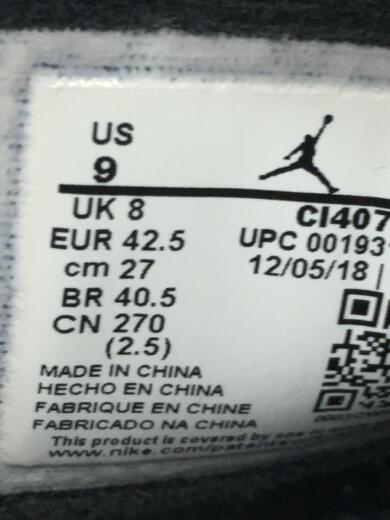 US
9
UK 8
EUR 42.5
cm 27
BR 40.5
CN 270
(2.5)
CI407
UPC 00193
12/05/18 |
MADE IN CHINA
HECHO EN CHINA
FABRIQUE EN CHINE
FABRICADO NA CHINA
This product is covered by one
www.nike.com/patents